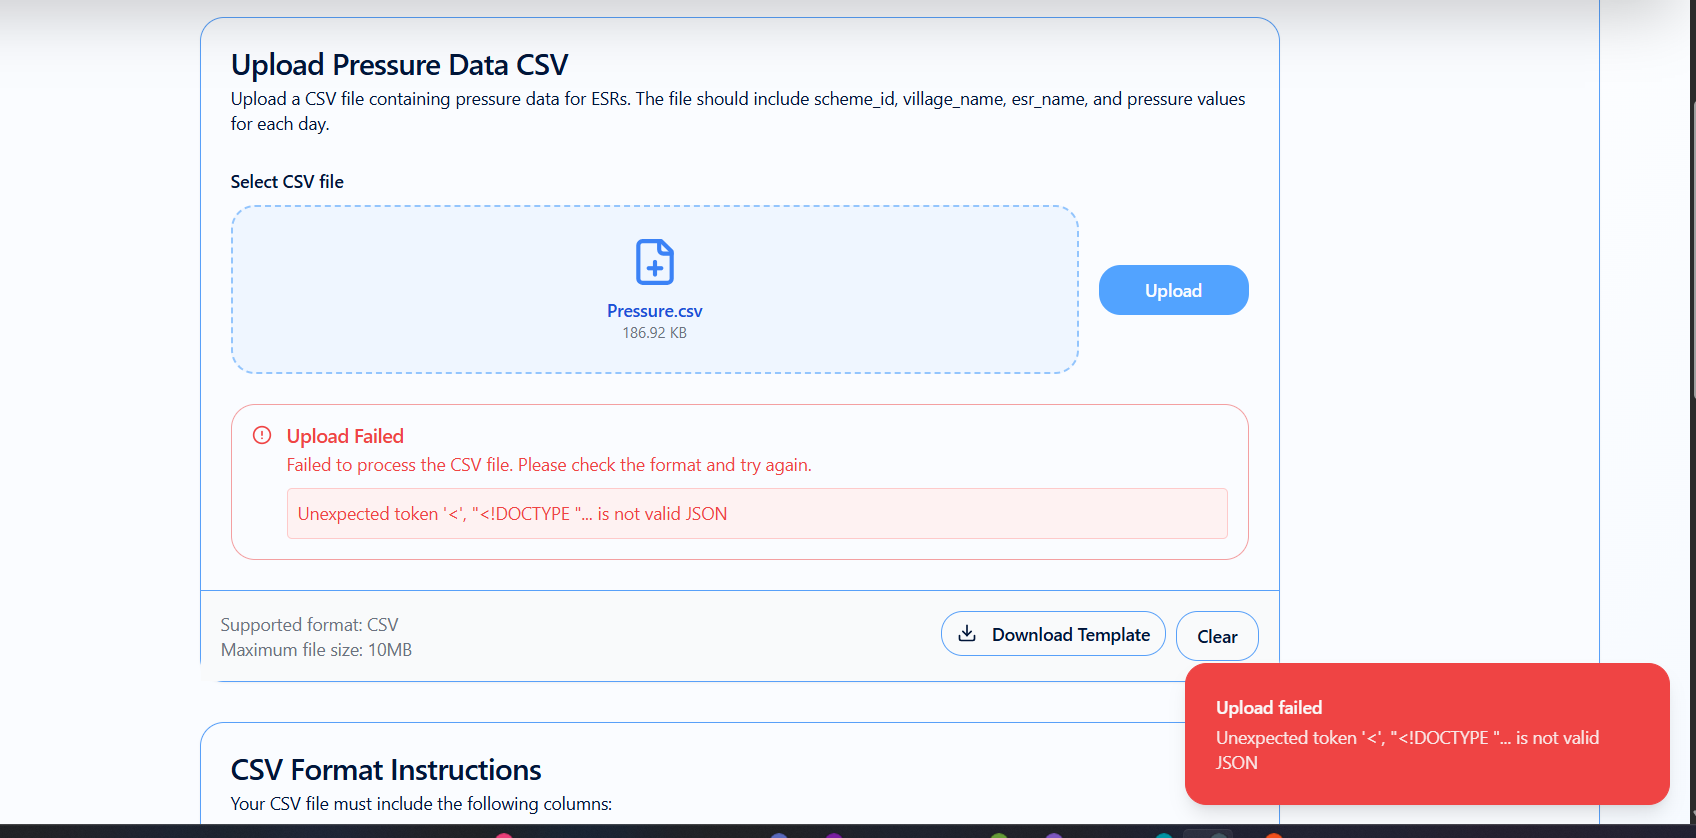 Upload Pressure Data CSV
Upload a CSV file containing pressure data for ESRs. The file should include scheme_id, village_name, esr_name, and pressure values
for each day.
Select CSV file
Pressure.csv
186.92 KB
Upload
Upload Failed
Failed to process the CSV file. Please check the format and try again.
Unexpected token '<', "<!DOCTYPE "... is not valid JSON
Supported format: CSV
Maximum file size: 10MB
Download Template
Clear
Upload failed
Unexpected token '<', "<!DOCTYPE "... is not valid
JSON
CSV Format Instructions
Your CSV file must include the following columns: